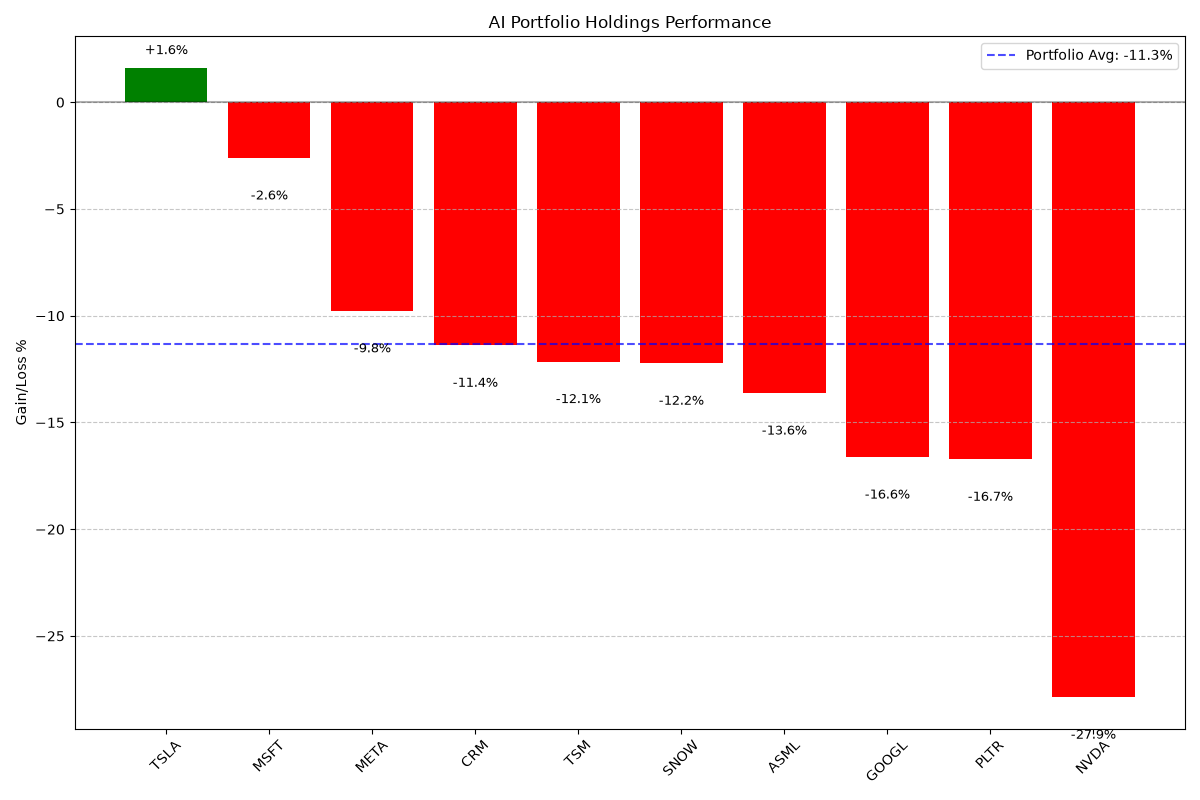 AI Portfolio Holdings Performance
+1.6%
Portfolio Avg: -11.3%
0
-2.6%
−5
−10
-9.8%
-11.4%
-12.1%
-12.2%
−15
-13.6%
-16.6%
-16.7%
−20
−25
-27.9%
Gain/Loss %
TSLA
MSFT
META
CRM
TSM
SNOW
ASML
GOOGL
PLTR
NVDA